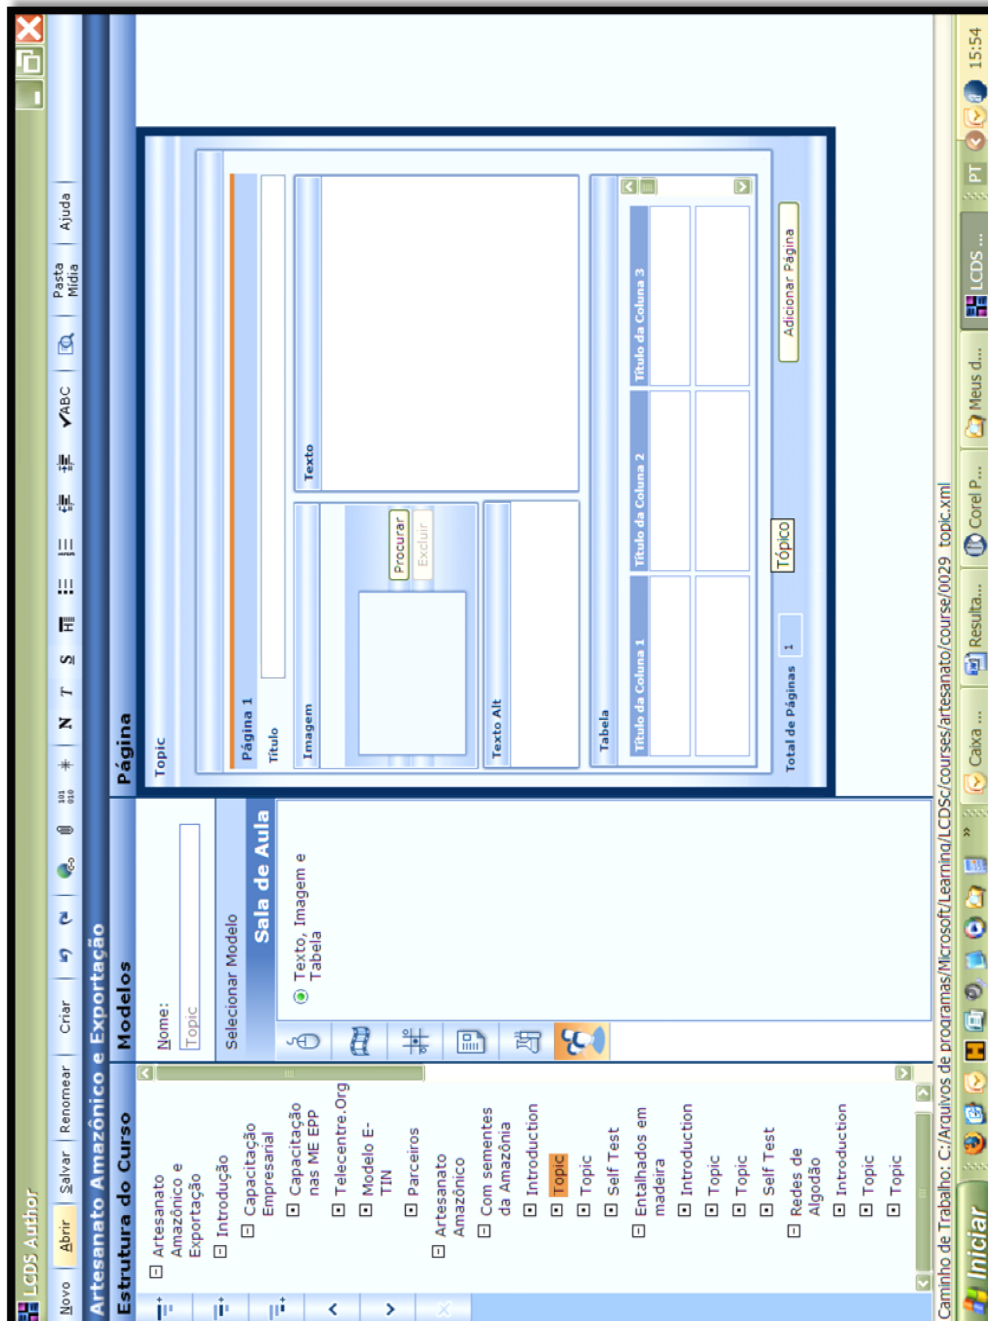 LCDS Author
Novo
Abrir
Salvar
Renomear
Criar
101
010
N
T
S
H
ABC
Pasta
Mídia
Ajuda
Artesanato Amazônico e Exportação
Estrutura do Curso
Artesanato
Amazônico e
Exportação
Introdução
Capacitação
Empresarial
Capacitação
nas ME EPP
Telecentre.Org
Modelo E-
TIN
Parceiros
Artesanato
Amazônico
Com sementes
da Amazônia
Introduction
Topic
Topic
Self Test
Entalhados em
madeira
Introduction
Topic
Topic
Self Test
Redes de
Algodão
Introduction
Topic
Topic
Modelos
Nome:
Topic
Selecionar Modelo
Sala de Aula
Texto, Imagem e
Tabela
Página
Topic
Página 1
Título
Imagem
Procurar
Excluir
Texto
Texto Alt
Tabela
Título da Coluna 1
Título da Coluna 2
Título da Coluna 3
Total de Páginas
1
Tópico
Adicionar Página
Caminho de Trabalho: C:/Arquivos de programas/Microsoft/Learning/LCDSc/courses/artesanato/course/0029_topic.xml
Iniciar
Caixa ...
Resulta...
Corel P...
Meus d...
LCDS ...
PT
15:54